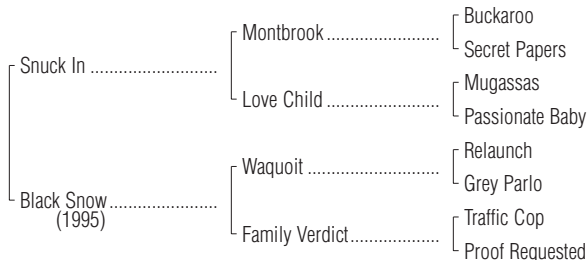 Buckaroo
Montbrook ......................
Secret Papers
Snuck In .........................
Mugassas
Love Child ......................
Passionate Baby
Relaunch
Waquoit .........................
Grey Parlo
Black Snow.....................
(1995)
Traffic Cop
Family Verdict.................
Proof Requested